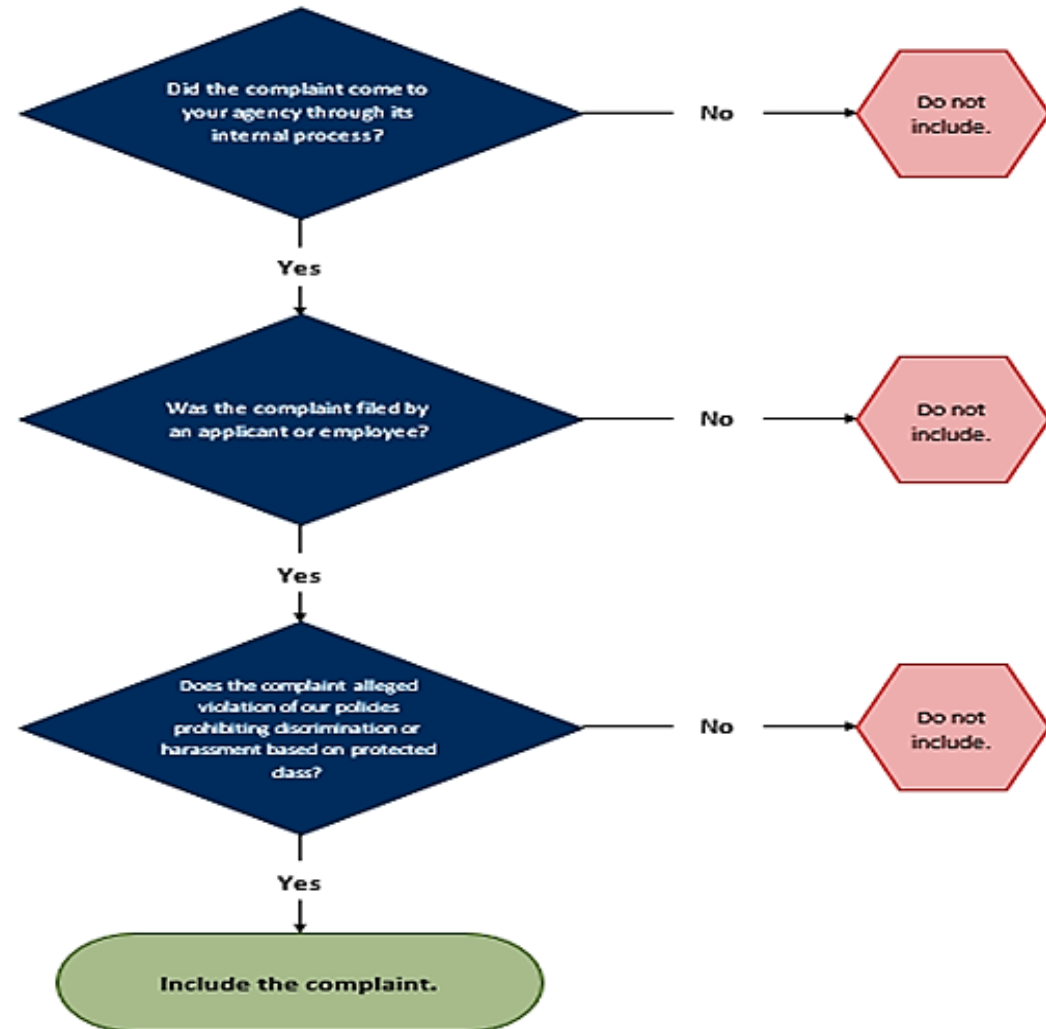 Did the complaint come to
your agency through its
internal process?
No
Do not
include.
Yes
Was the complaint filed by
an applicant or employee?
No
Do not
include.
Yes
Does the complaint alleged
violation of our policies
prohibiting discrimination or
harassment based on protected
class?
No
Do not
include.
Yes
Include the complaint.